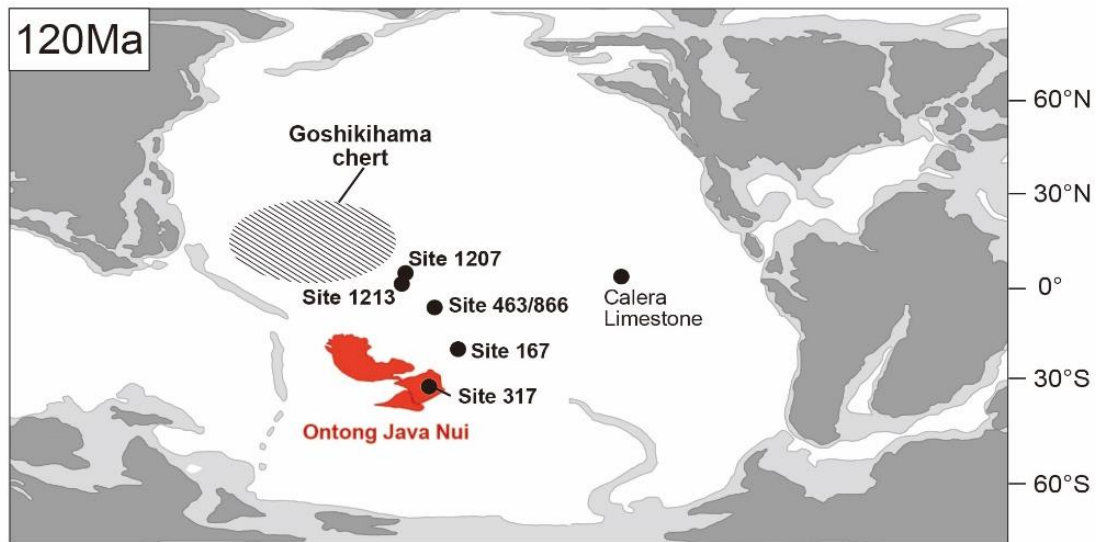 120Ma
Goshikihama
chert
60°N
30°N
Site 1207
Site 1213
0°
Site 463/866
Calera
Limestone
Site 167
30°S
Site 317
Ontong Java Nui
60°S